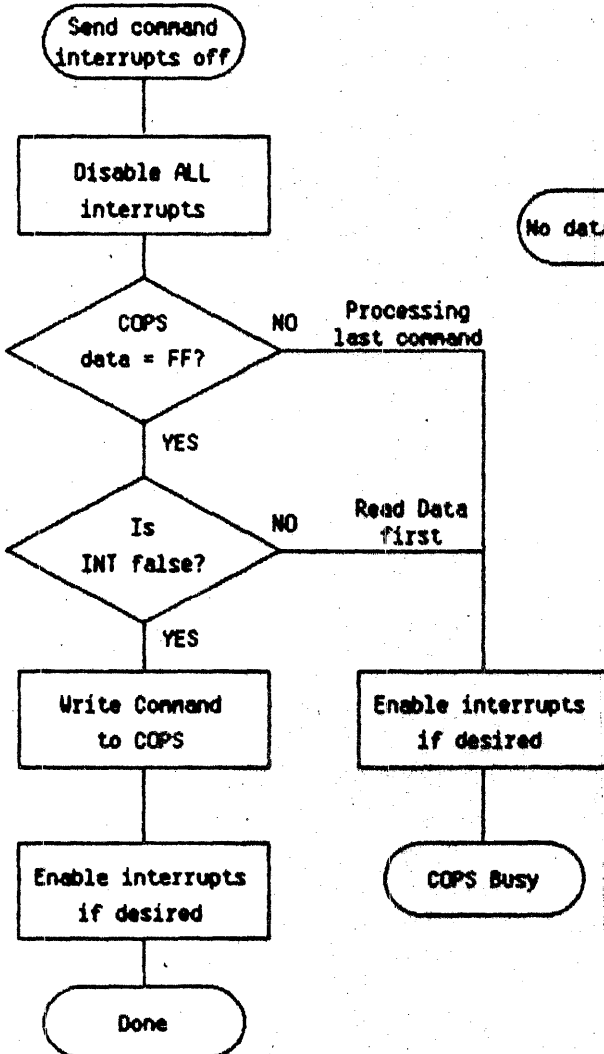 Send command
interrupts off
Disable ALL
interrupts
No data
COPS
data = FF?
NO
Processing
last command
YES
Is
INT false?
NO
Read Data
first
YES
Write Command
to COPS
Enable interrupts
if desired
Enable interrupts
if desired
COPS Busy
Done